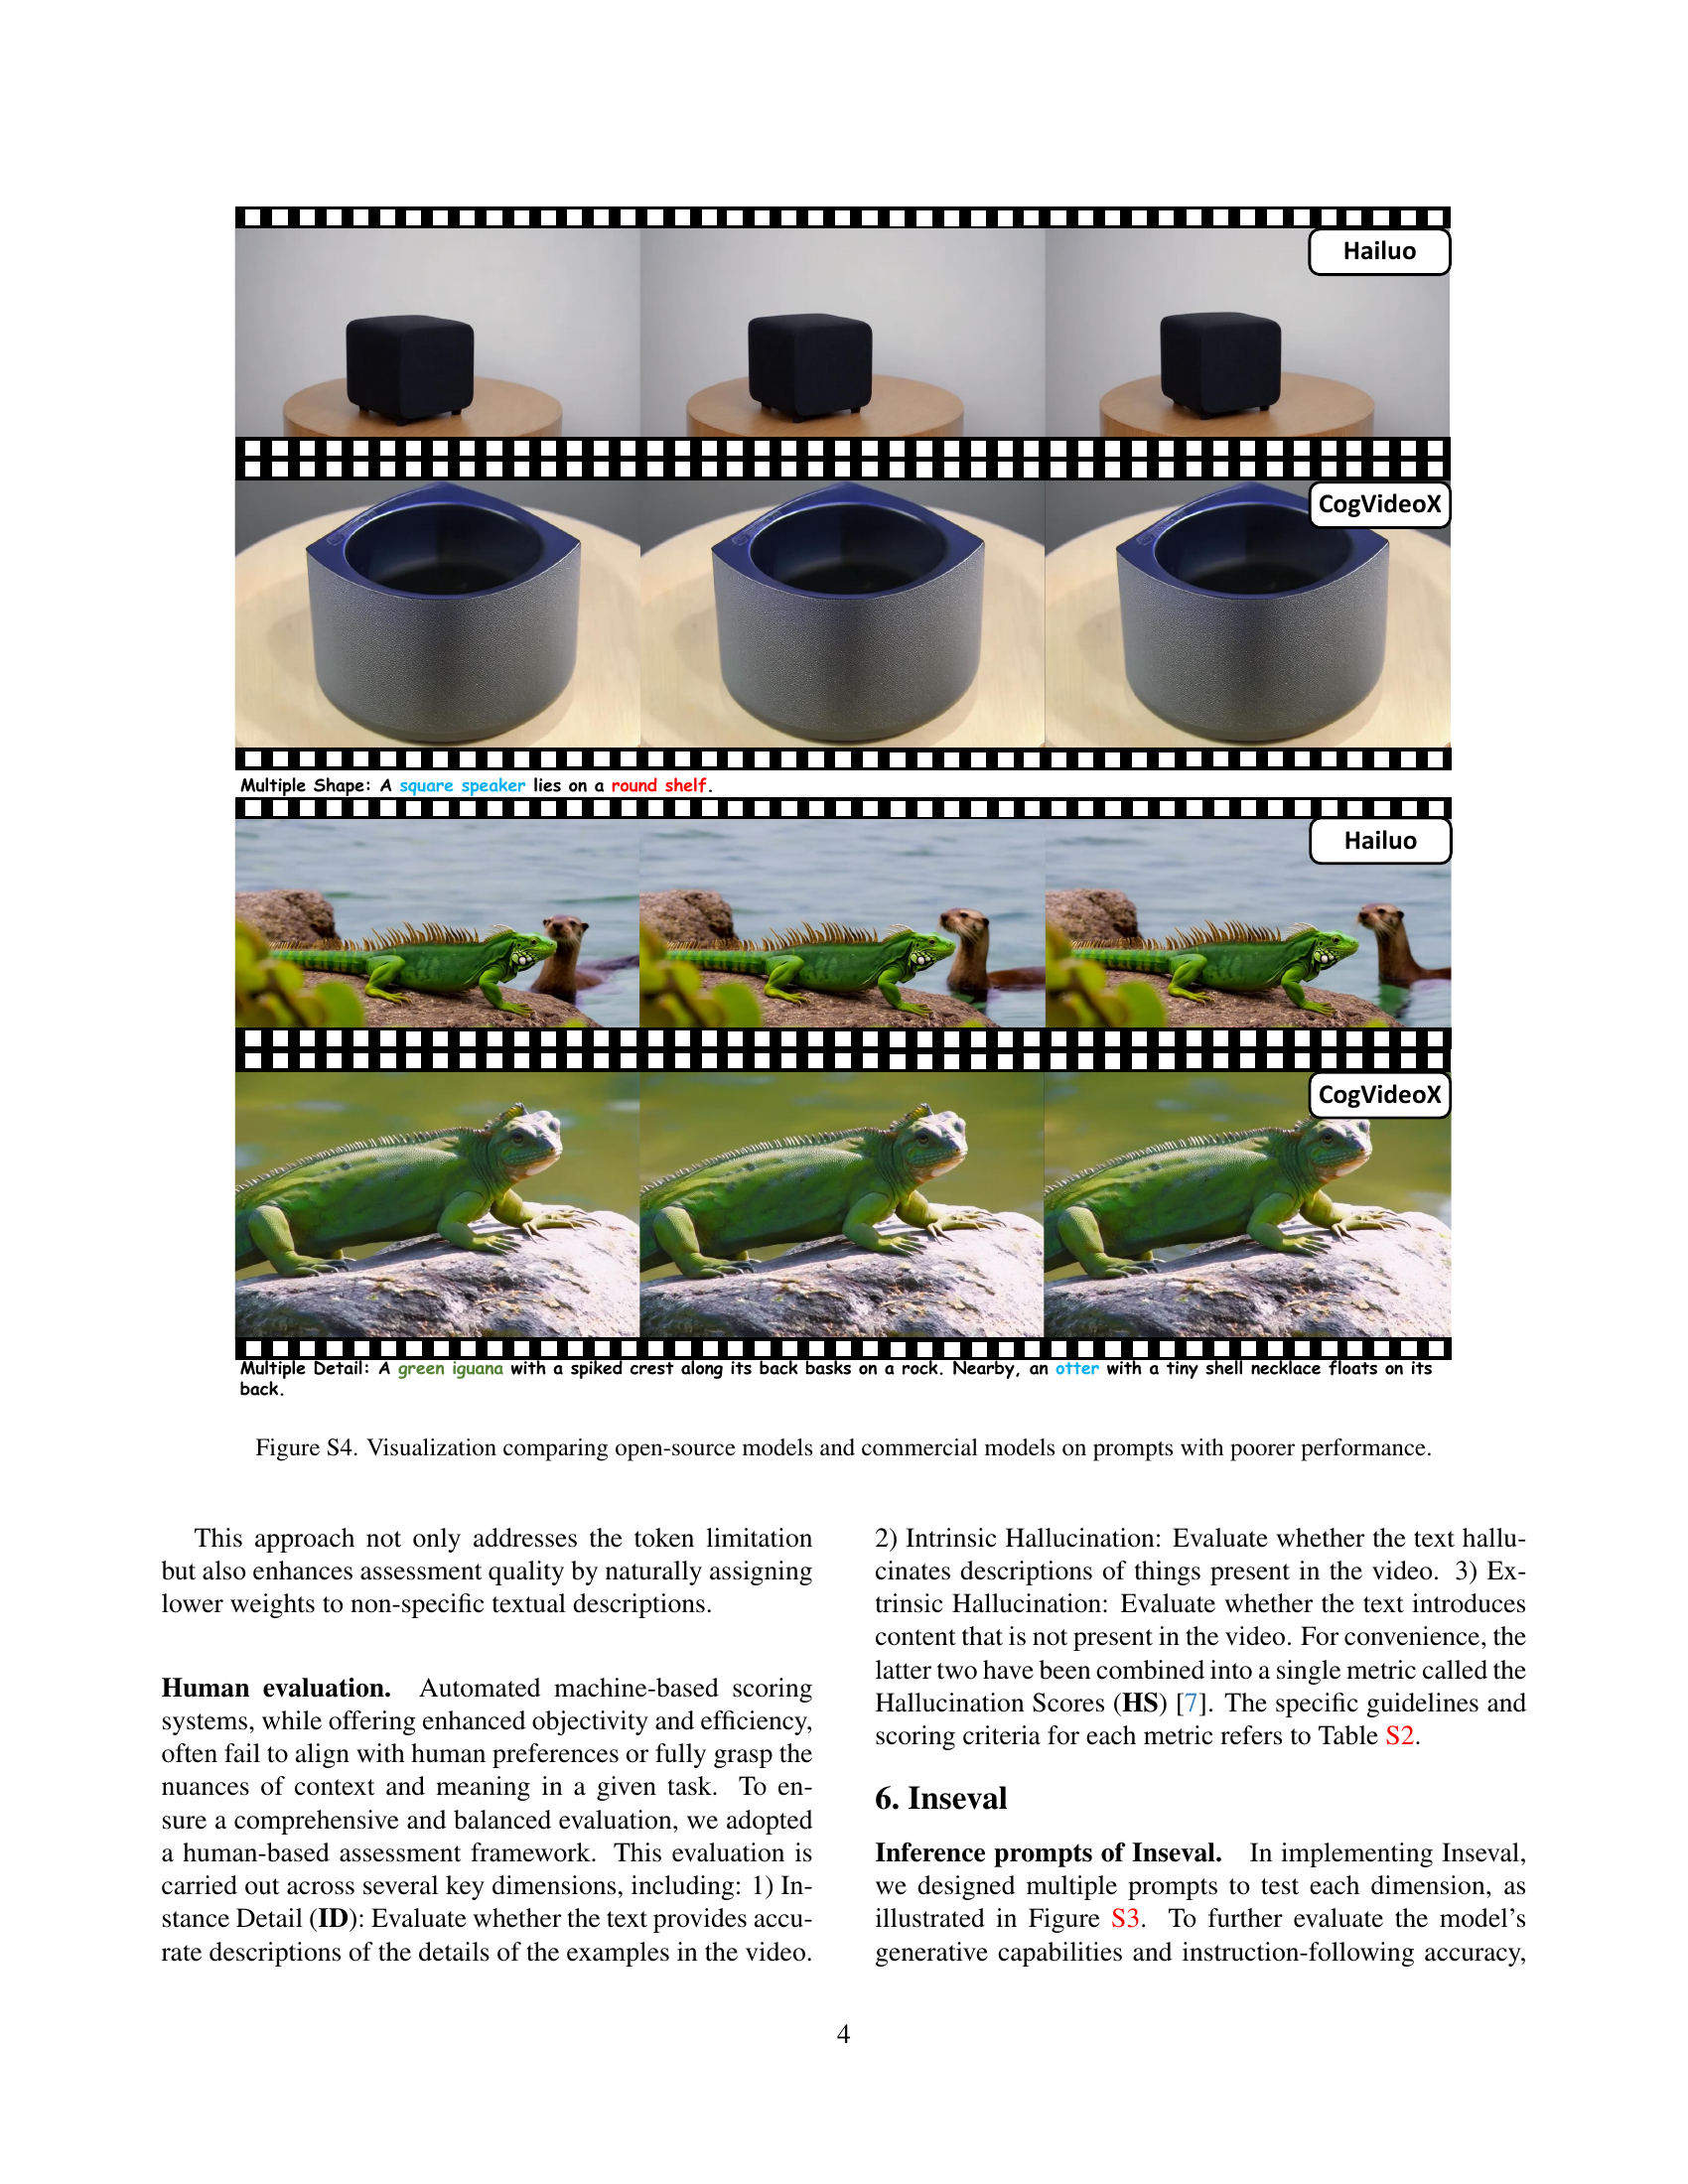 Hailuo
CogVideoX
Multiple Shape: A square speaker lies on a round shelf.
Hailuo
CogVideoX
Multiple Detail: A green iguana with a spiked crest along its back basks on a rock. Nearby, an otter with a tiny shell necklace floats on its
back.
Figure S4. Visualization comparing open-source models and commercial models on prompts with poorer performance.
This approach not only addresses the token limitation
but also enhances assessment quality by naturally assigning
lower weights to non-specific textual descriptions.
Human evaluation. Automated machine-based scoring
systems, while offering enhanced objectivity and efficiency,
often fail to align with human preferences or fully grasp the
nuances of context and meaning in a given task. To en-
sure a comprehensive and balanced evaluation, we adopted
a human-based assessment framework. This evaluation is
carried out across several key dimensions, including: 1) In-
stance Detail (ID): Evaluate whether the text provides accu-
rate descriptions of the details of the examples in the video.
2) Intrinsic Hallucination: Evaluate whether the text hallu-
cinates descriptions of things present in the video. 3) Ex-
trinsic Hallucination: Evaluate whether the text introduces
content that is not present in the video. For convenience, the
latter two have been combined into a single metric called the
Hallucination Scores (HS) [7]. The specific guidelines and
scoring criteria for each metric refers to Table S2.
6. Inseval
Inference prompts of Inseval. In implementing Inseval,
we designed multiple prompts to test each dimension, as
illustrated in Figure S3. To further evaluate the model's
generative capabilities and instruction-following accuracy,
4